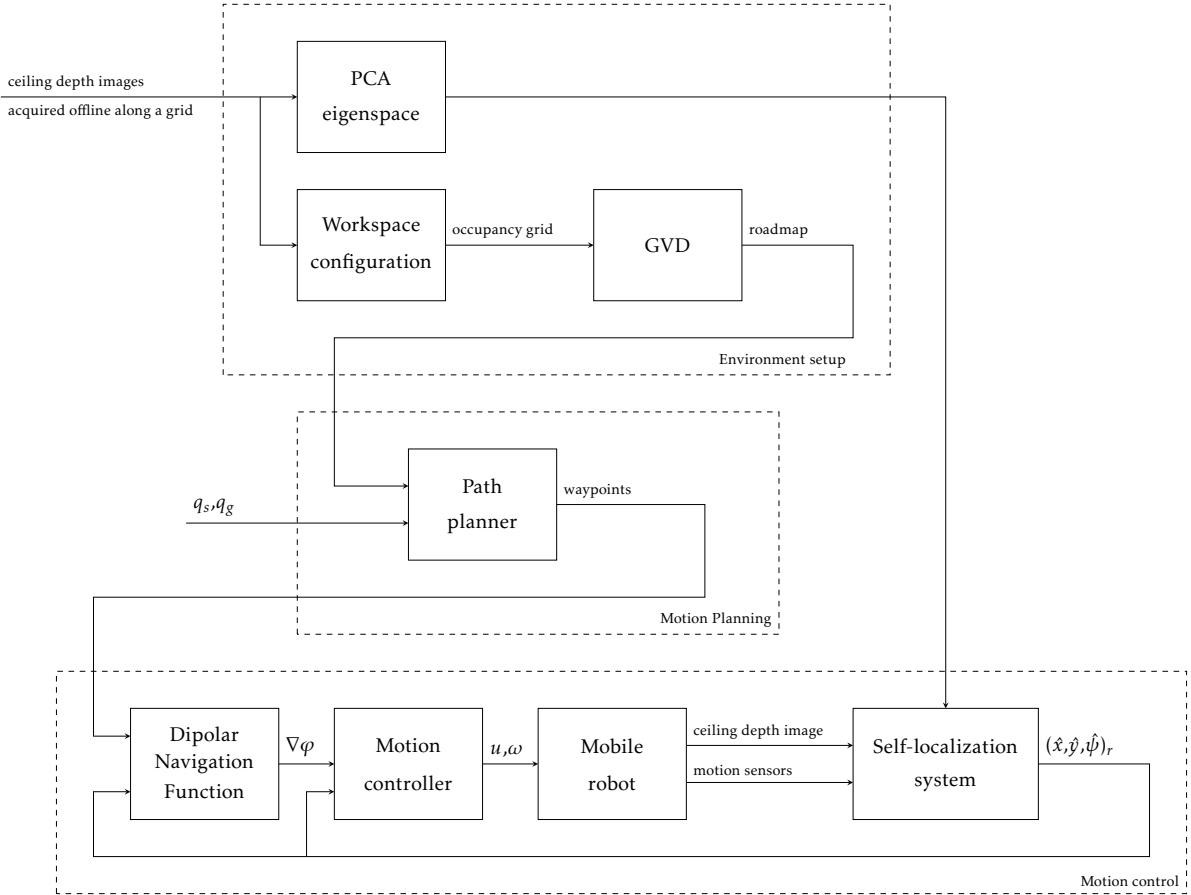 ceiling depth images
acquired offline along a grid
PCA
eigenspace
Workspace
configuration
occupancy grid
GVD
roadmap
Environment setup
q_s,q_g
Path
planner
waypoints
Motion Planning
Dipolar
Navigation
Function
∇φ
Motion
controller
u,ω
Mobile
robot
ceiling depth image
motion sensors
Self-localization
system
(x̂,ŷ,ψ̂)_r
Motion control